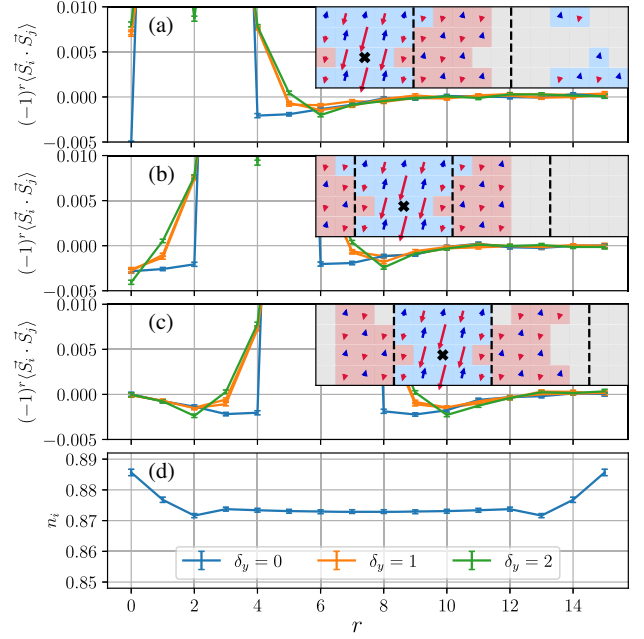 0.010
0.005
0.000
−0.005
(−1)^r⟨S⃗_i · S⃗_j⟩
(a)
0.010
0.005
0.000
−0.005
(−1)^r⟨S⃗_i · S⃗_j⟩
(b)
0.010
0.005
0.000
−0.005
(−1)^r⟨S⃗_i · S⃗_j⟩
(c)
0.89
0.88
0.87
0.86
0.85
n_i
(d)
δ_y = 0 δ_y = 1 δ_y = 2
0 2 4 6 8 10 12 14
r